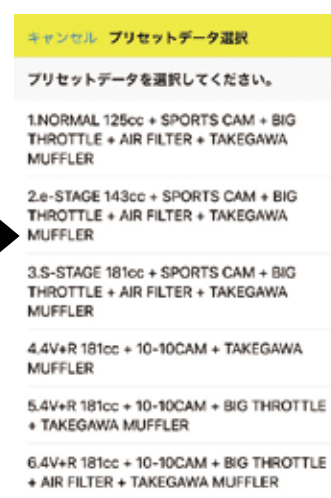 キャンセル プリセットデータ選択
プリセットデータを選択してください。
1.NORMAL 125cc + SPORTS CAM + BIG
THROTTLE + AIR FILTER + TAKEGAWA
MUFFLER
2.e-STAGE 143cc + SPORTS CAM + BIG
THROTTLE + AIR FILTER + TAKEGAWA
MUFFLER
3.S-STAGE 181cc + SPORTS CAM + BIG
THROTTLE + AIR FILTER + TAKEGAWA
MUFFLER
4.4V+R 181cc + 10-10CAM + TAKEGAWA
MUFFLER
5.4V+R 181cc + 10-10CAM + BIG THROTTLE
+ TAKEGAWA MUFFLER
6.4V+R 181cc + 10-10CAM + BIG THROTTLE
+ AIR FILTER + TAKEGAWA MUFFLER